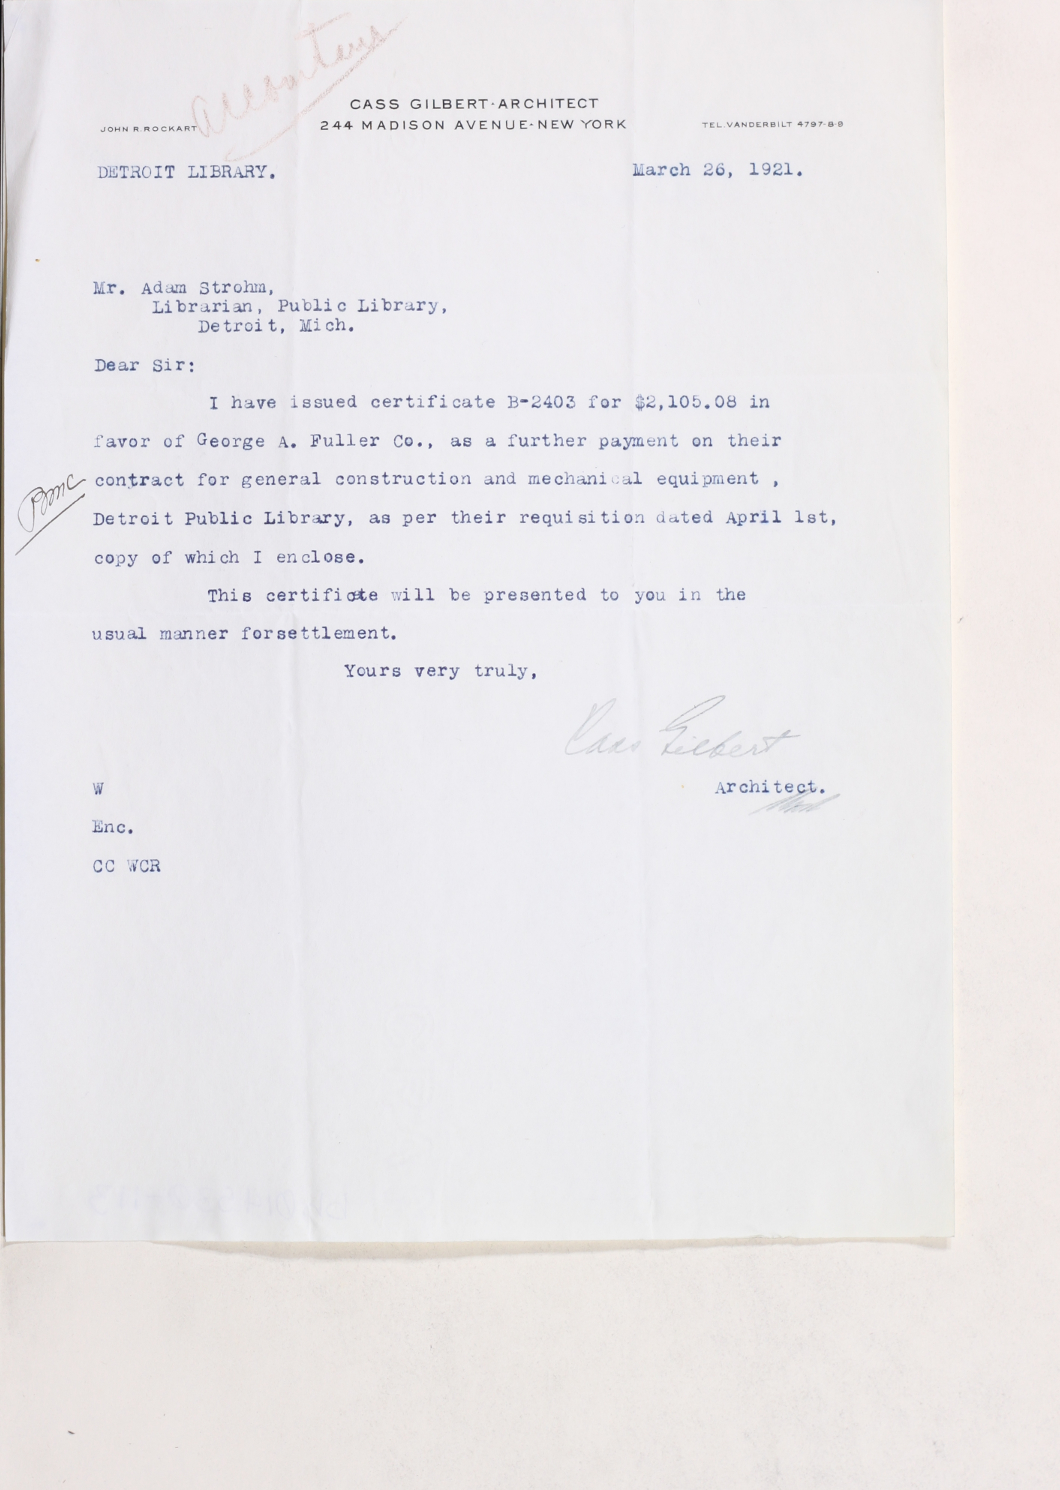 CASS GILBERT·ARCHITECT
JOHN R. ROCKART
244 MADISON AVENUE·NEW YORK
TEL. VANDERBILT 4797-8-9
DETROIT LIBRARY.
March 26, 1921.
Mr. Adam Strohm,
Librarian, Public Library,
Detroit, Mich.
Dear Sir:
I have issued certificate B-2403 for $2,105.08 in
favor of George A. Fuller Co., as a further payment on their
contract for general construction and mechanical equipment ,
Detroit Public Library, as per their requisition dated April 1st,
copy of which I enclose.
This certificate will be presented to you in the
usual manner forsettlement.
Yours very truly,
Cass Gilbert
W
Architect.
Enc.
CC WCR